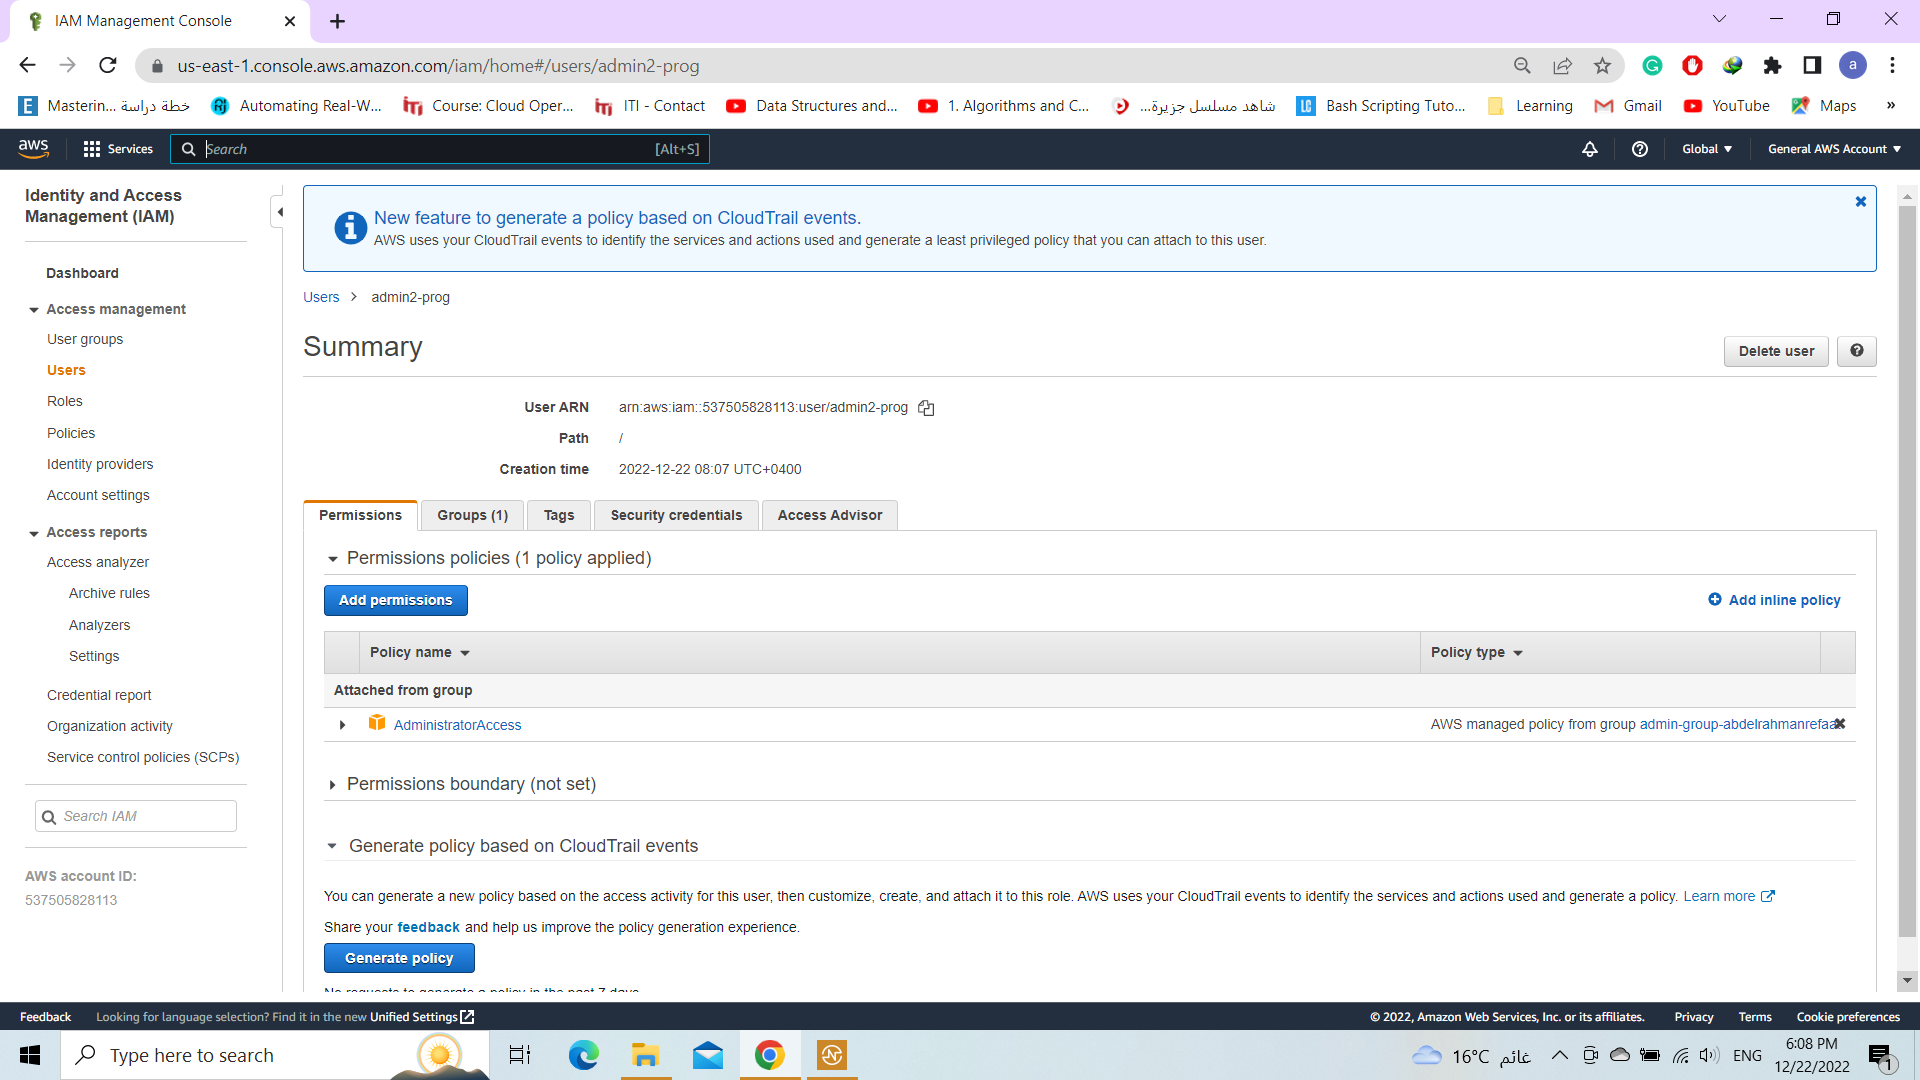 IAM Management Console
us-east-1.console.aws.amazon.com/iam/home#/users/admin2-prog
a
Masterin... خطة دراسة
Automating Real-W...
Course: Cloud Oper...
ITI - Contact
Data Structures and...
1. Algorithms and C...
شاهد مسلسل جزيرة...
Bash Scripting Tuto...
Learning
Gmail
YouTube
Maps
»
aws
Services
Search
[Alt+S]
Global
General AWS Account
Identity and Access
Management (IAM)
Dashboard
Access management
User groups
Users
Roles
Policies
Identity providers
Account settings
Access reports
Access analyzer
Archive rules
Analyzers
Settings
Credential report
Organization activity
Service control policies (SCPs)
Search IAM
AWS account ID:
537505828113
New feature to generate a policy based on CloudTrail events.
AWS uses your CloudTrail events to identify the services and actions used and generate a least privileged policy that you can attach to this user.
Users > admin2-prog
Summary
Delete user
User ARN arn:aws:iam::537505828113:user/admin2-prog
Path /
Creation time 2022-12-22 08:07 UTC+0400
Permissions
Groups (1)
Tags
Security credentials
Access Advisor
Permissions policies (1 policy applied)
Add permissions
Add inline policy
Policy name
Policy type
Attached from group
AdministratorAccess
AWS managed policy from group admin-group-abdelrahmanrefaa
Permissions boundary (not set)
Generate policy based on CloudTrail events
You can generate a new policy based on the access activity for this user, then customize, create, and attach it to this role. AWS uses your CloudTrail events to identify the services and actions used and generate a policy. Learn more
Share your feedback and help us improve the policy generation experience.
Generate policy
No requests to generate a policy in the past 7 days.
Feedback
Looking for language selection? Find it in the new Unified Settings
© 2022, Amazon Web Services, Inc. or its affiliates.
Privacy
Terms
Cookie preferences
Type here to search
16°C غائم
ENG
6:08 PM
12/22/2022
1